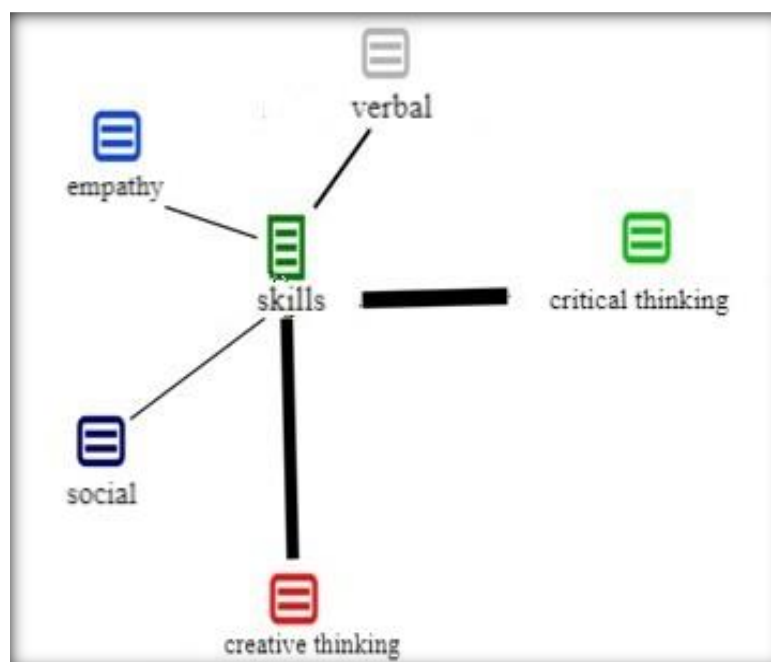 verbal
empathy
skills
critical thinking
social
creative thinking